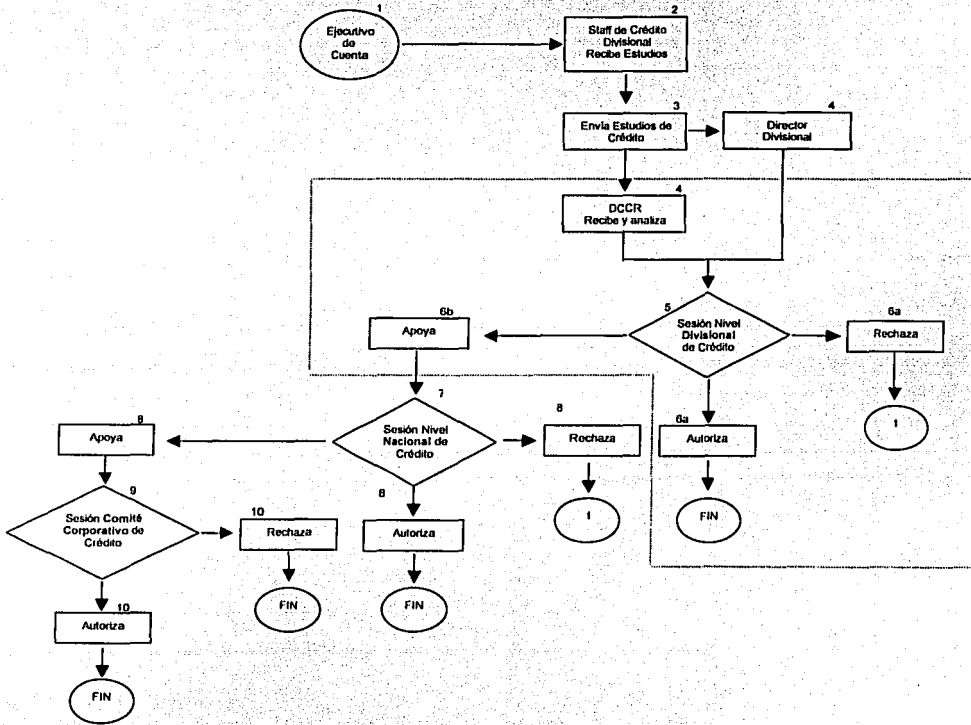 1
Ejecutivo
de
Cuenta
2
Staff de Crédito
Divisional
Recibe Estudios
3
Envía Estudios de
Crédito
4
Director
Divisional
4
DCCR
Recibe y analiza
5
Sesión Nivel
Divisional
de Crédito
6b
Apoya
6a
Rechaza
1
6a
Autoriza
FIN
7
Sesión Nivel
Nacional de
Crédito
8
Apoya
8
Rechaza
1
8
Autoriza
FIN
9
Sesión Comité
Corporativo de
Crédito
10
Rechaza
FIN
10
Autoriza
FIN